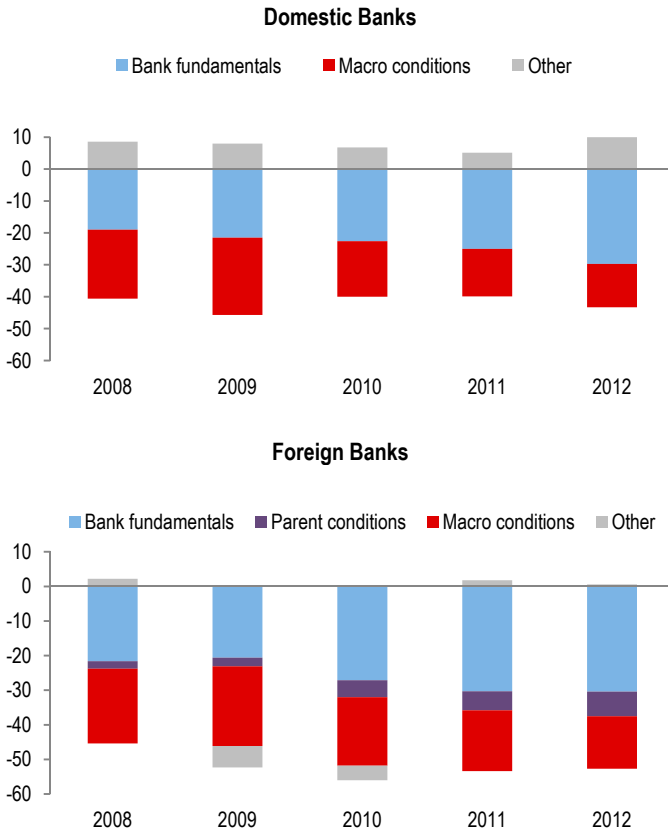 Domestic Banks
Bank fundamentals Macro conditions Other
10
0
-10
-20
-30
-40
-50
-60
2008 2009 2010 2011 2012
Foreign Banks
Bank fundamentals Parent conditions Macro conditions Other
10
0
-10
-20
-30
-40
-50
-60
2008 2009 2010 2011 2012